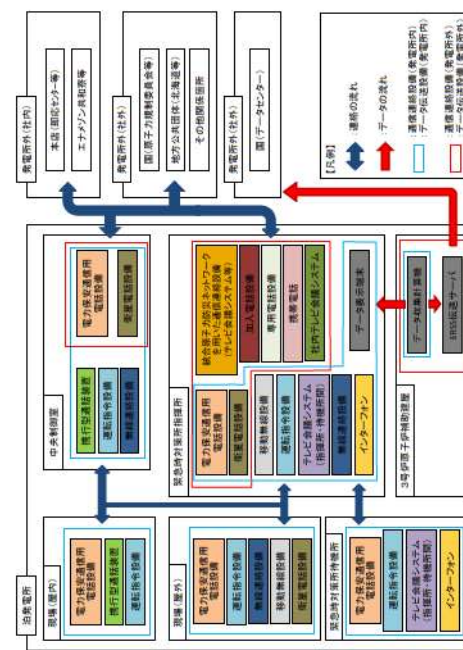 泊発電所
現場(屋内)
電力保安通信用
電話設備
携行型通話装置
運転指令設備
現場(屋外)
電力保安通信用
電話設備
運転指令設備
無線連絡設備
移動無線設備
衛星電話設備
緊急時対策所待機所
電力保安通信用
電話設備
運転指令設備
テレビ会議システム
(指揮所・待機所間)
インターフォン
中央制御室
携行型通話装置
運転指令設備
無線連絡設備
電力保安通信用
電話設備
衛星電話設備
緊急時対策所指揮所
電力保安通信用
電話設備
衛星電話設備
移動無線設備
運転指令設備
テレビ会議システム
(指揮所・待機所間)
無線連絡設備
インターフォン
統合原子力防災ネットワーク
を用いた通信連絡設備
(テレビ会議システム等)
加入電話設備
専用電話設備
携帯電話
社内テレビ会議システム
データ表示端末
3号炉原子炉補助建屋
データ収集計算機
ERSS伝送サーバ
発電所外(社内)
本店(即応センター等)
エナメゾン共和寮等
発電所外(社外)
国(原子力規制委員会等)
地方公共団体(北海道等)
その他関係箇所
発電所外(社外)
国(データセンター)
【凡例】
:連絡の流れ
:データの流れ
:通信連絡設備(発電所内)
:データ伝送設備(発電所内)
:通信連絡設備(発電所外)
:データ伝送設備(発電所外)